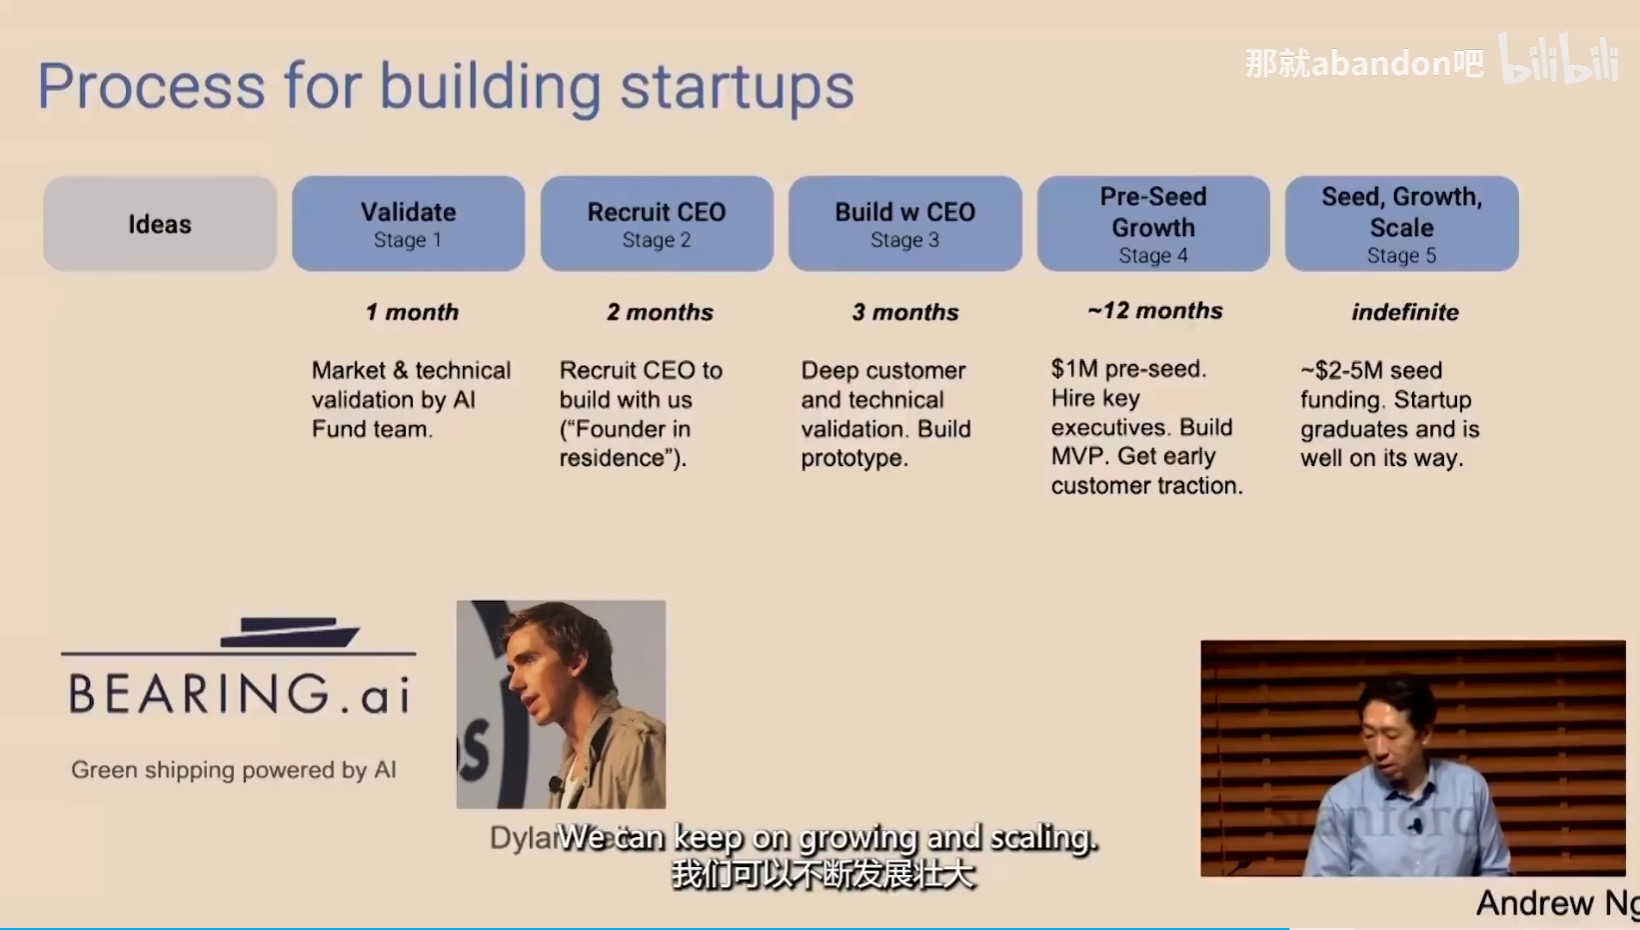 那就abandon吧 bilibili
Process for building startups
Ideas
Validate
Stage 1
Recruit CEO
Stage 2
Build w CEO
Stage 3
Pre-Seed
Growth
Stage 4
Seed, Growth,
Scale
Stage 5
1 month
2 months
3 months
~12 months
indefinite
Market & technical
validation by AI
Fund team.
Recruit CEO to
build with us
("Founder in
residence").
Deep customer
and technical
validation. Build
prototype.
$1M pre-seed.
Hire key
executives. Build
MVP. Get early
customer traction.
~$2-5M seed
funding. Startup
graduates and is
well on its way.
BEARING.ai
Green shipping powered by AI
Stanford
We can keep on growing and scaling.
我们可以不断发展壮大
Andrew Ng